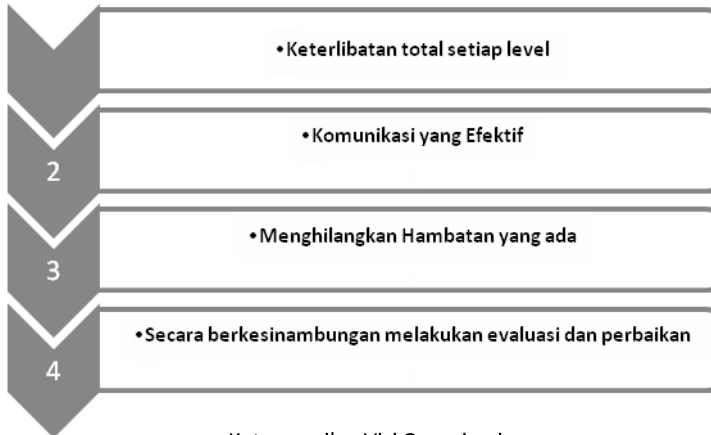 •Keterlibatan total setiap level
•Komunikasi yang Efektif
2
•Menghilangkan Hambatan yang ada
3
•Secara berkesinambungan melakukan evaluasi dan perbaikan
4